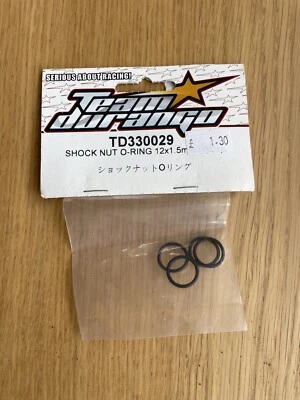 SERIOUS ABOUT RACING!
Team
durango
TD330029
£ 1.30
SHOCK NUT O-RING 12x1.5m
ショックナットOリング